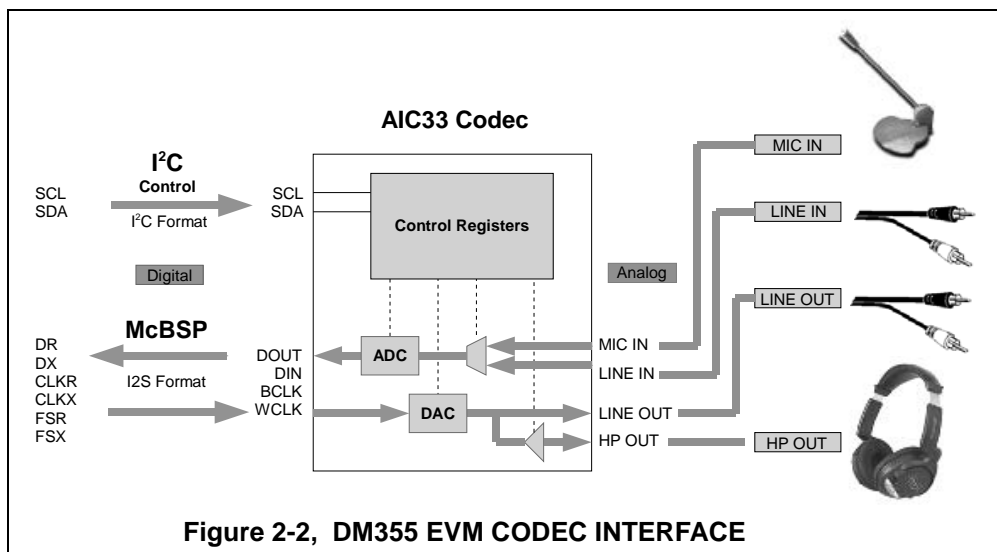 AIC33 Codec
I²C
Control
I²C Format
SCL
SDA
SCL
SDA
Control Registers
Digital
Analog
McBSP
I2S Format
DR
DX
CLKR
CLKX
FSR
FSX
DOUT
DIN
BCLK
WCLK
ADC
DAC
MIC IN
LINE IN
LINE OUT
HP OUT
MIC IN
LINE IN
LINE OUT
HP OUT
Figure 2-2, DM355 EVM CODEC INTERFACE